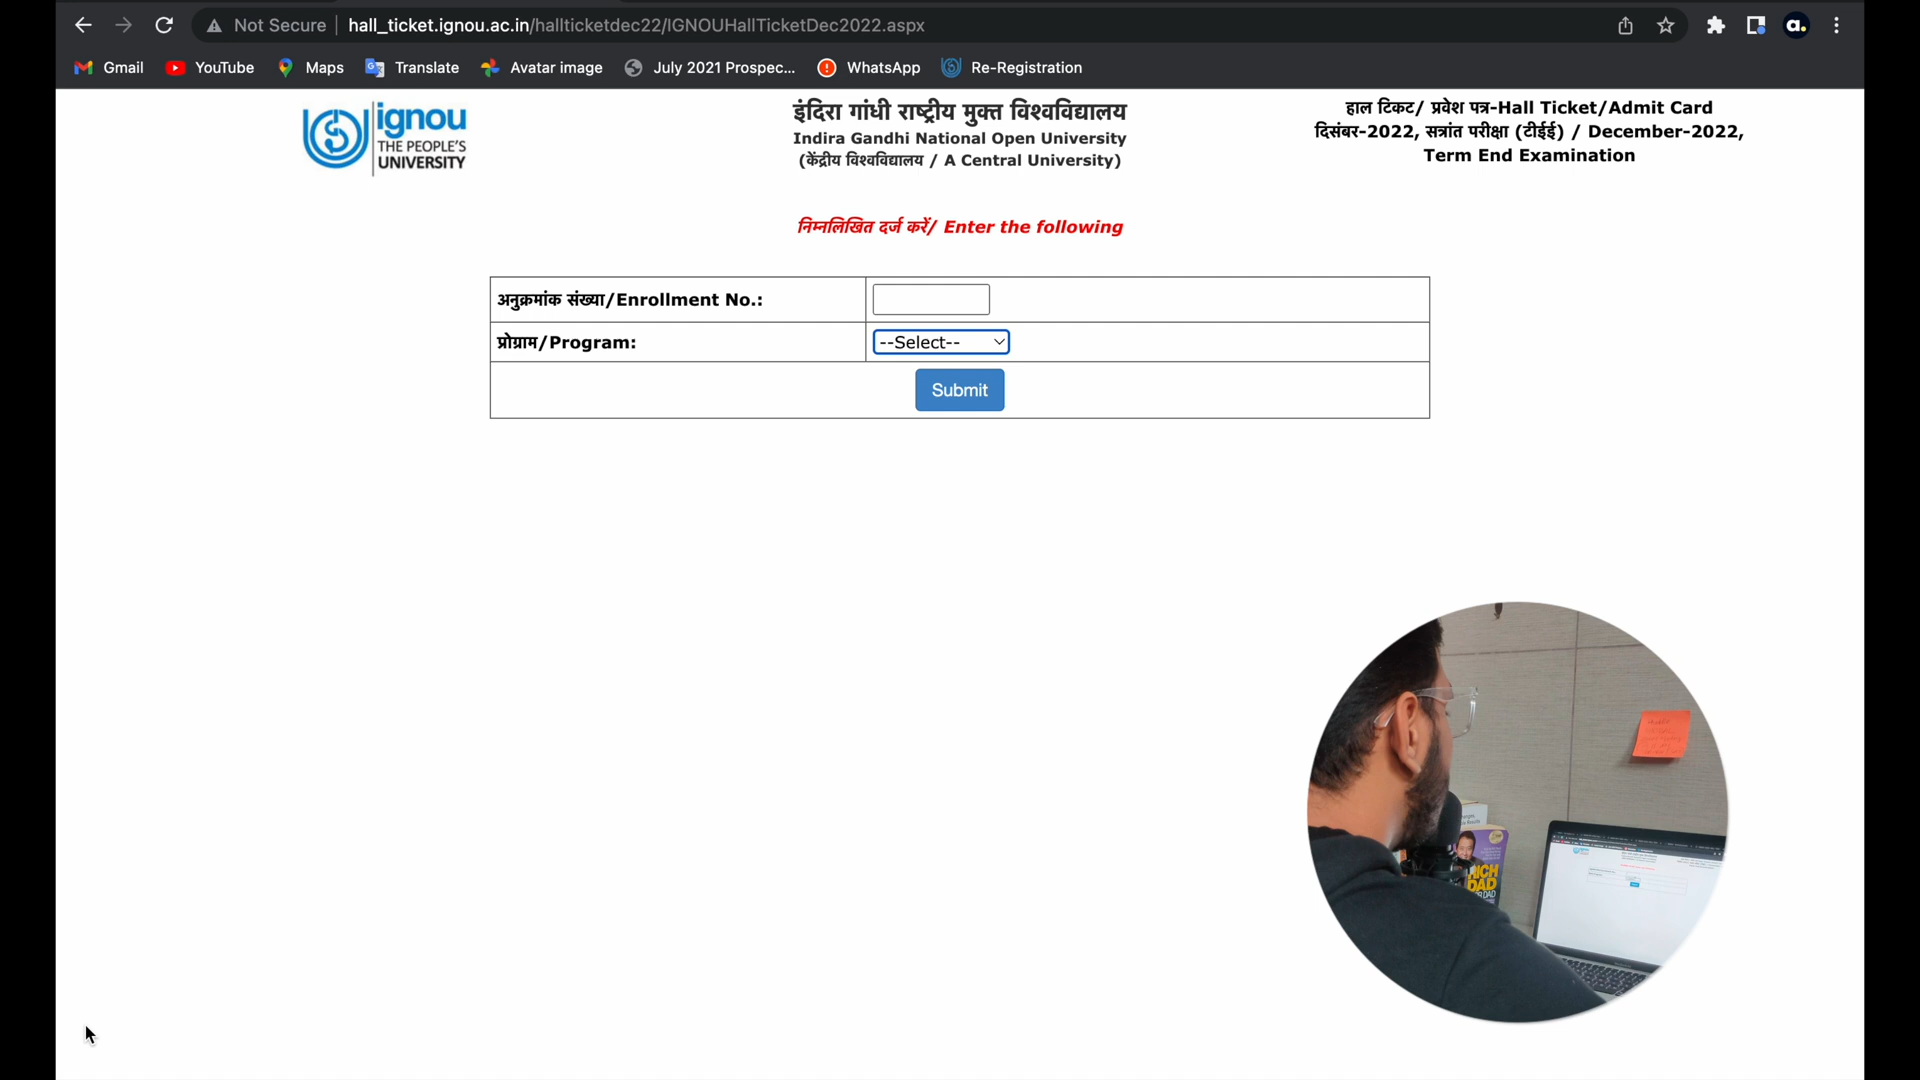 Not Secure hall_ticket.ignou.ac.in/hallticketdec22/IGNOUHallTicketDec2022.aspx a.
Gmail YouTube Maps Translate Avatar image July 2021 Prospec... WhatsApp Re-Registration
ignou
THE PEOPLE'S
UNIVERSITY
इंदिरा गांधी राष्ट्रीय मुक्त विश्वविद्यालय
Indira Gandhi National Open University
(केंद्रीय विश्वविद्यालय / A Central University)
हाल टिकट/ प्रवेश पत्र-Hall Ticket/Admit Card
दिसंबर-2022, सत्रांत परीक्षा (टीईई) / December-2022,
Term End Examination
निम्नलिखित दर्ज करें/ Enter the following
अनुक्रमांक संख्या/Enrollment No.:
प्रोग्राम/Program: --Select--
Submit
RICH
DAD
DAD